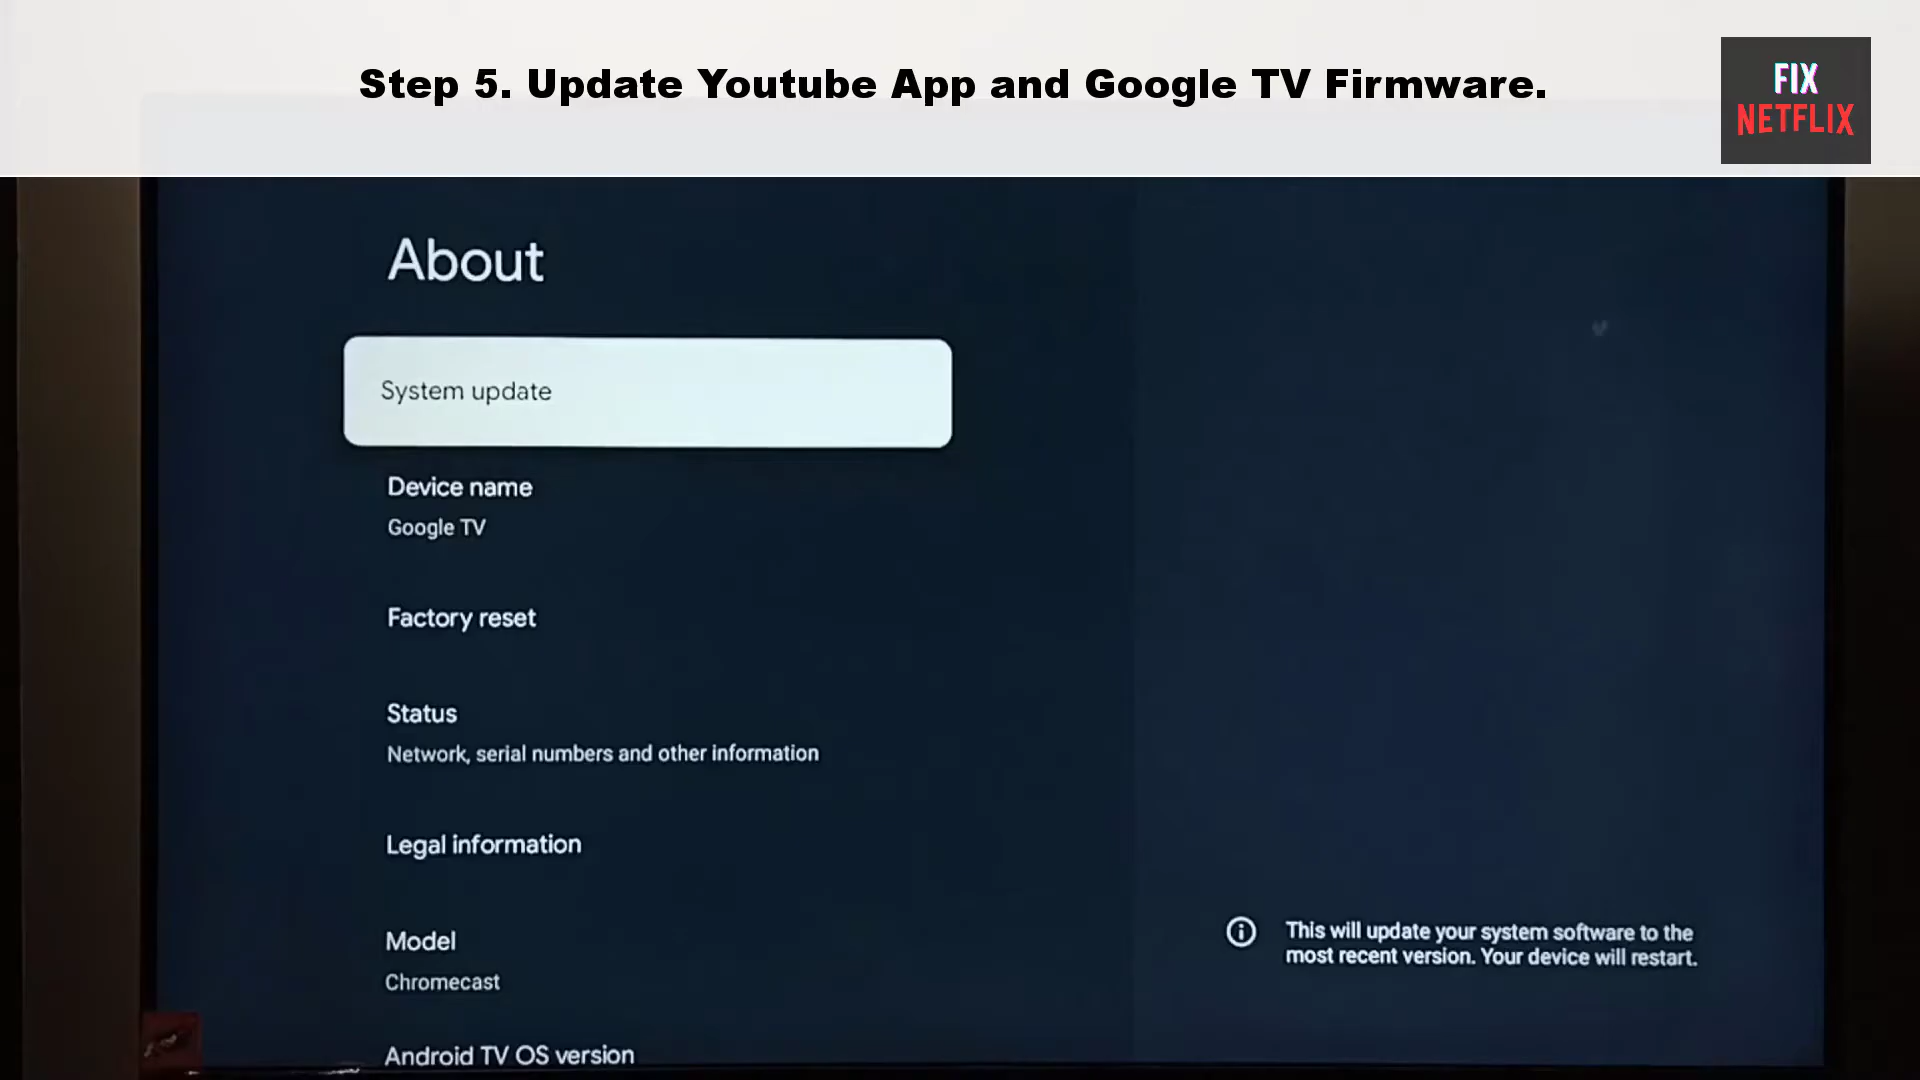 Step 5. Update Youtube App and Google TV Firmware.
FIX
NETFLIX
About
System update
Device name
Google TV
Factory reset
Status
Network, serial numbers and other information
Legal information
Model
Chromecast
Android TV OS version
This will update your system software to the
most recent version. Your device will restart.